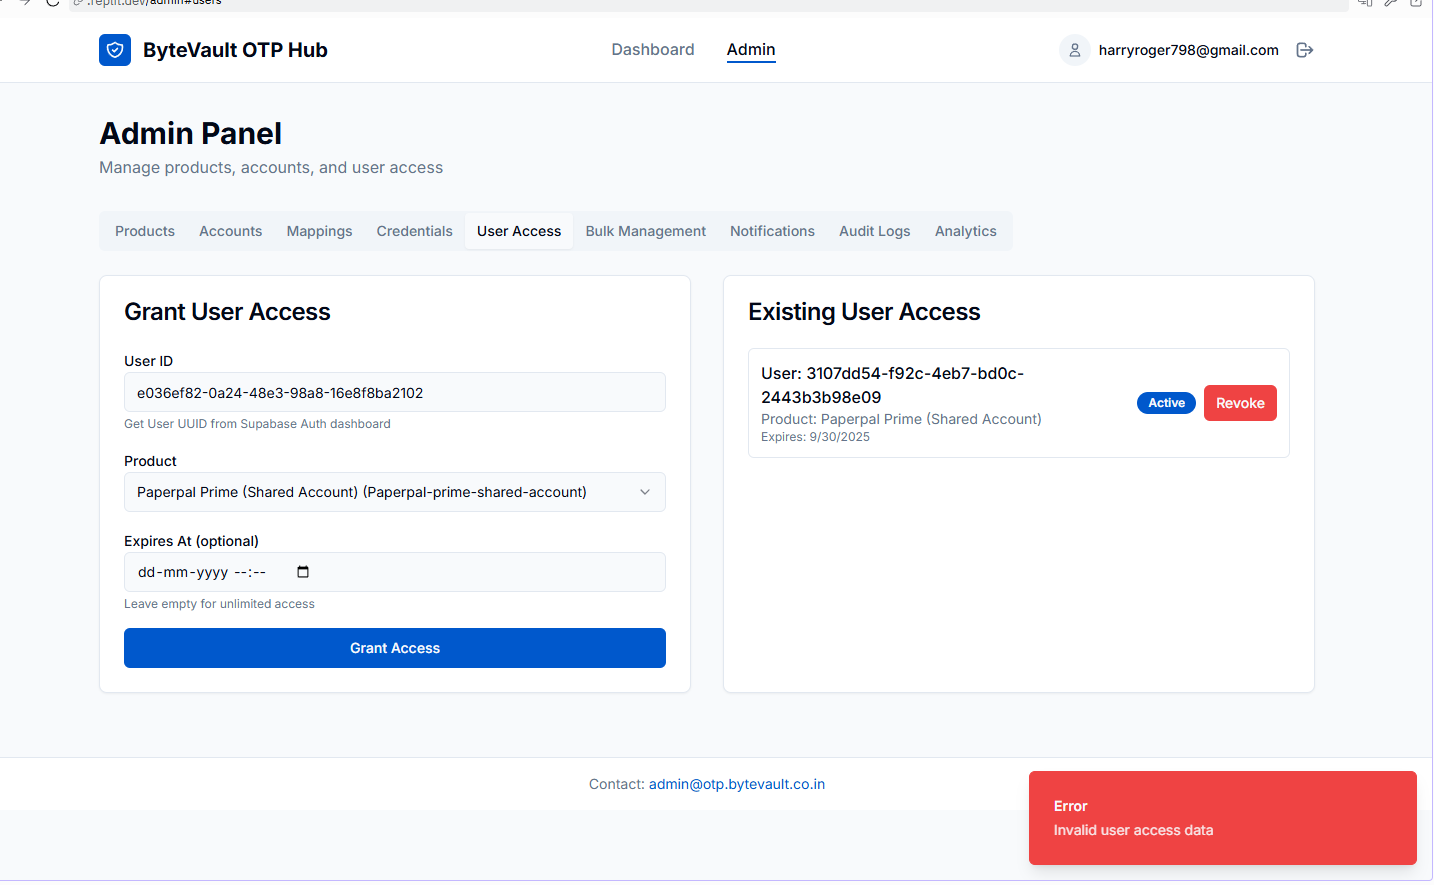 .replit.dev/admin#users
ByteVault OTP Hub
Dashboard
Admin
harryroger798@gmail.com
Admin Panel
Manage products, accounts, and user access
Products
Accounts
Mappings
Credentials
User Access
Bulk Management
Notifications
Audit Logs
Analytics
Grant User Access
User ID
e036ef82-0a24-48e3-98a8-16e8f8ba2102
Get User UUID from Supabase Auth dashboard
Product
Paperpal Prime (Shared Account) (Paperpal-prime-shared-account)
Expires At (optional)
dd-mm-yyyy --:--
Leave empty for unlimited access
Grant Access
Existing User Access
User: 3107dd54-f92c-4eb7-bd0c-
2443b3b98e09
Product: Paperpal Prime (Shared Account)
Expires: 9/30/2025
Active
Revoke
Contact: admin@otp.bytevault.co.in
Error
Invalid user access data